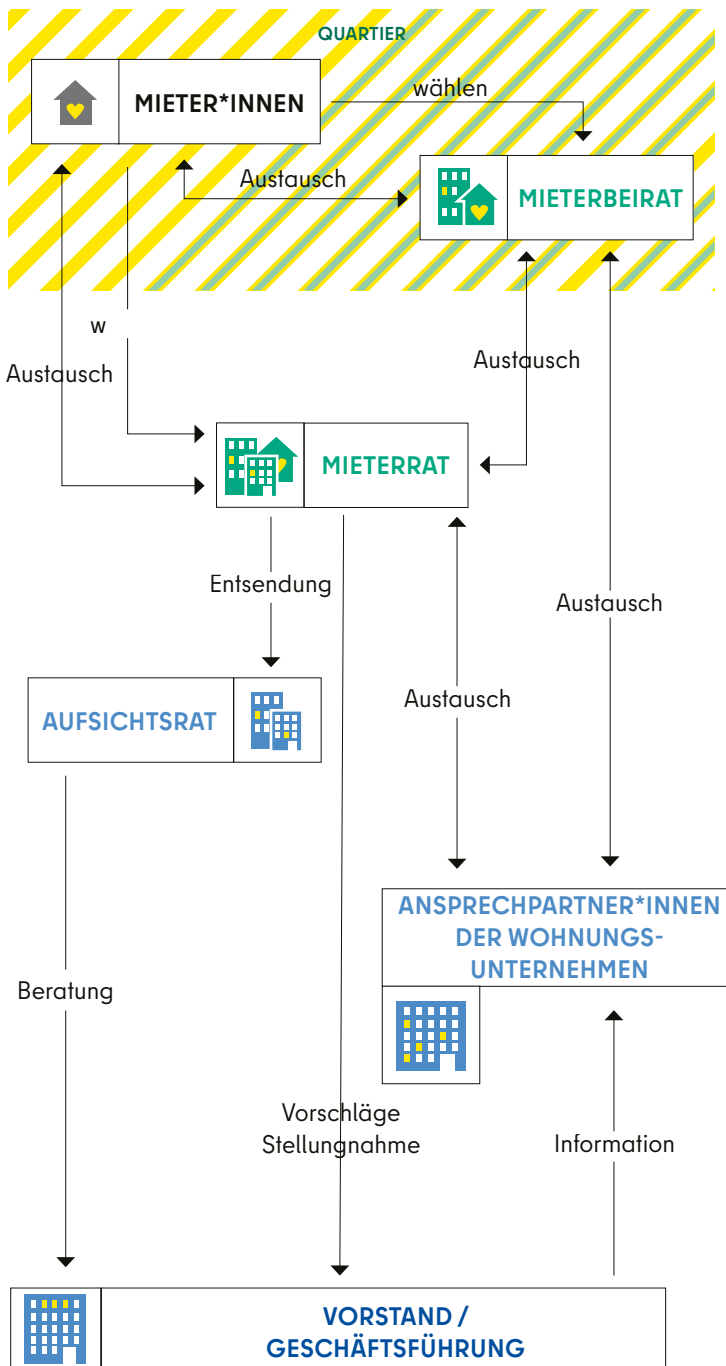 QUARTIER
MIETER*INNEN
wählen
Austausch
MIETERBEIRAT
w
Austausch
Austausch
MIETERRAT
Entsendung
Austausch
AUFSICHTSRAT
Austausch
ANSPRECHPARTNER*INNEN
DER WOHNUNGS-
UNTERNEHMEN
Beratung
Vorschläge
Stellungnahme
Information
VORSTAND /
GESCHÄFTSFÜHRUNG